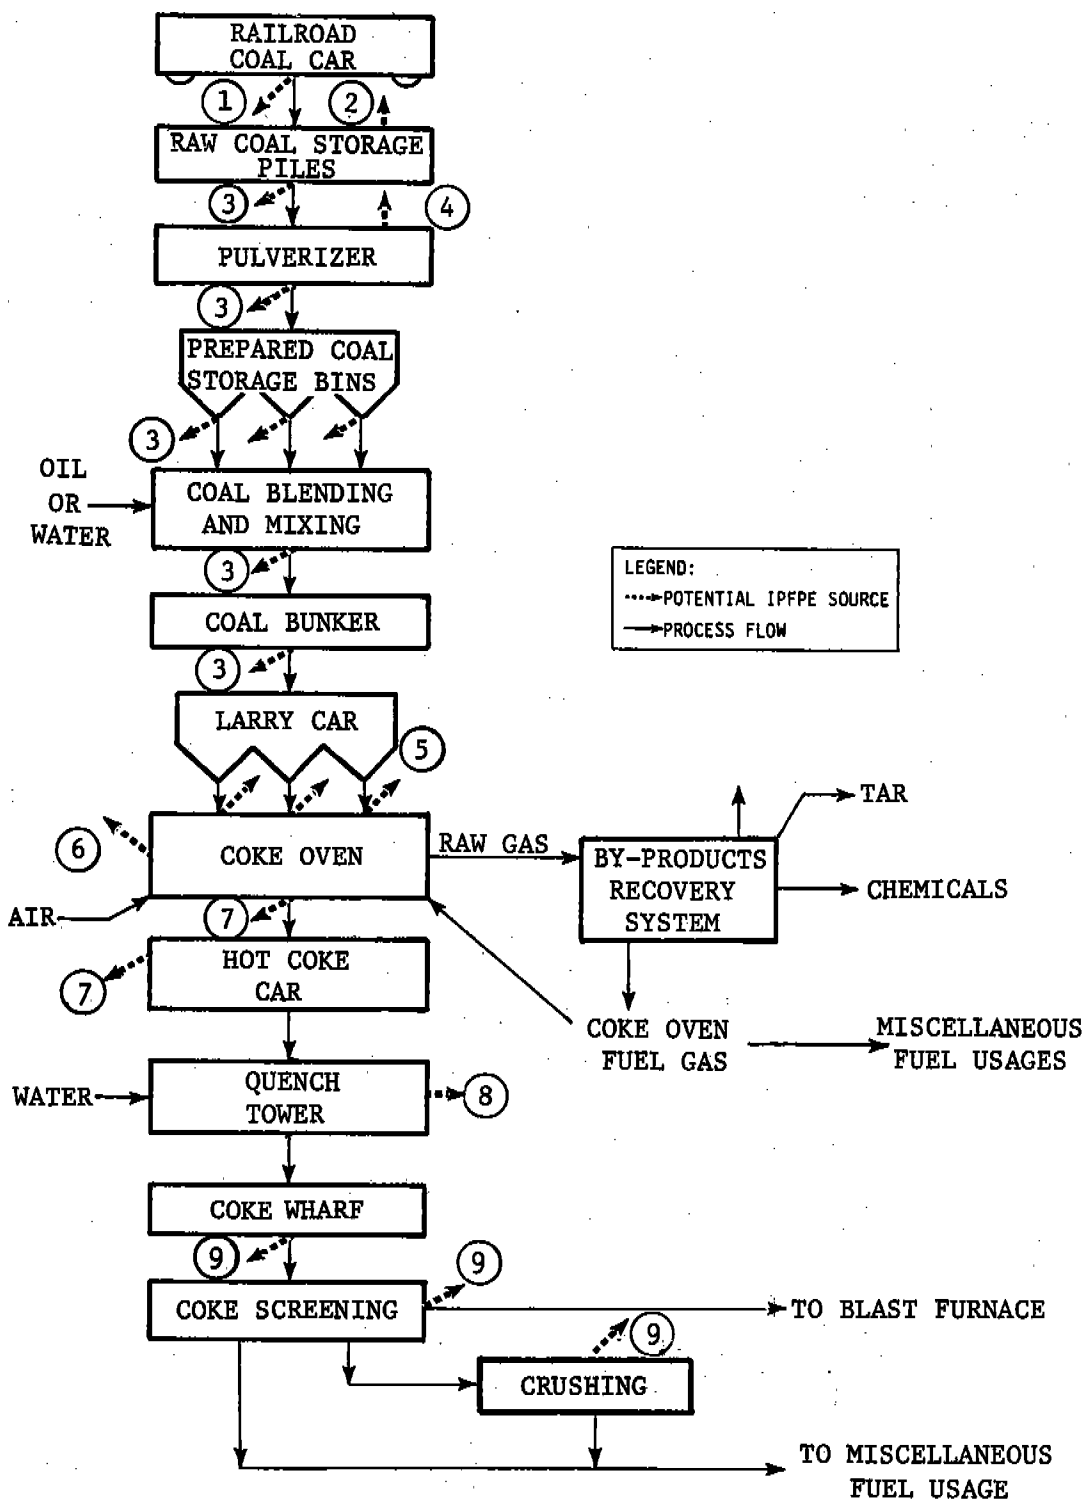 RAILROAD
COAL CAR
1
2
RAW COAL STORAGE
PILES
3
4
PULVERIZER
3
PREPARED COAL
STORAGE BINS
3
OIL
OR
WATER
COAL BLENDING
AND MIXING
3
LEGEND:
POTENTIAL IPFPE SOURCE
PROCESS FLOW
COAL BUNKER
3
LARRY CAR
5
6
COKE OVEN
RAW GAS
BY-PRODUCTS
RECOVERY
SYSTEM
TAR
CHEMICALS
AIR
7
HOT COKE
CAR
7
COKE OVEN
FUEL GAS
MISCELLANEOUS
FUEL USAGES
WATER
QUENCH
TOWER
8
COKE WHARF
9
9
COKE SCREENING
TO BLAST FURNACE
9
CRUSHING
TO MISCELLANEOUS
FUEL USAGE